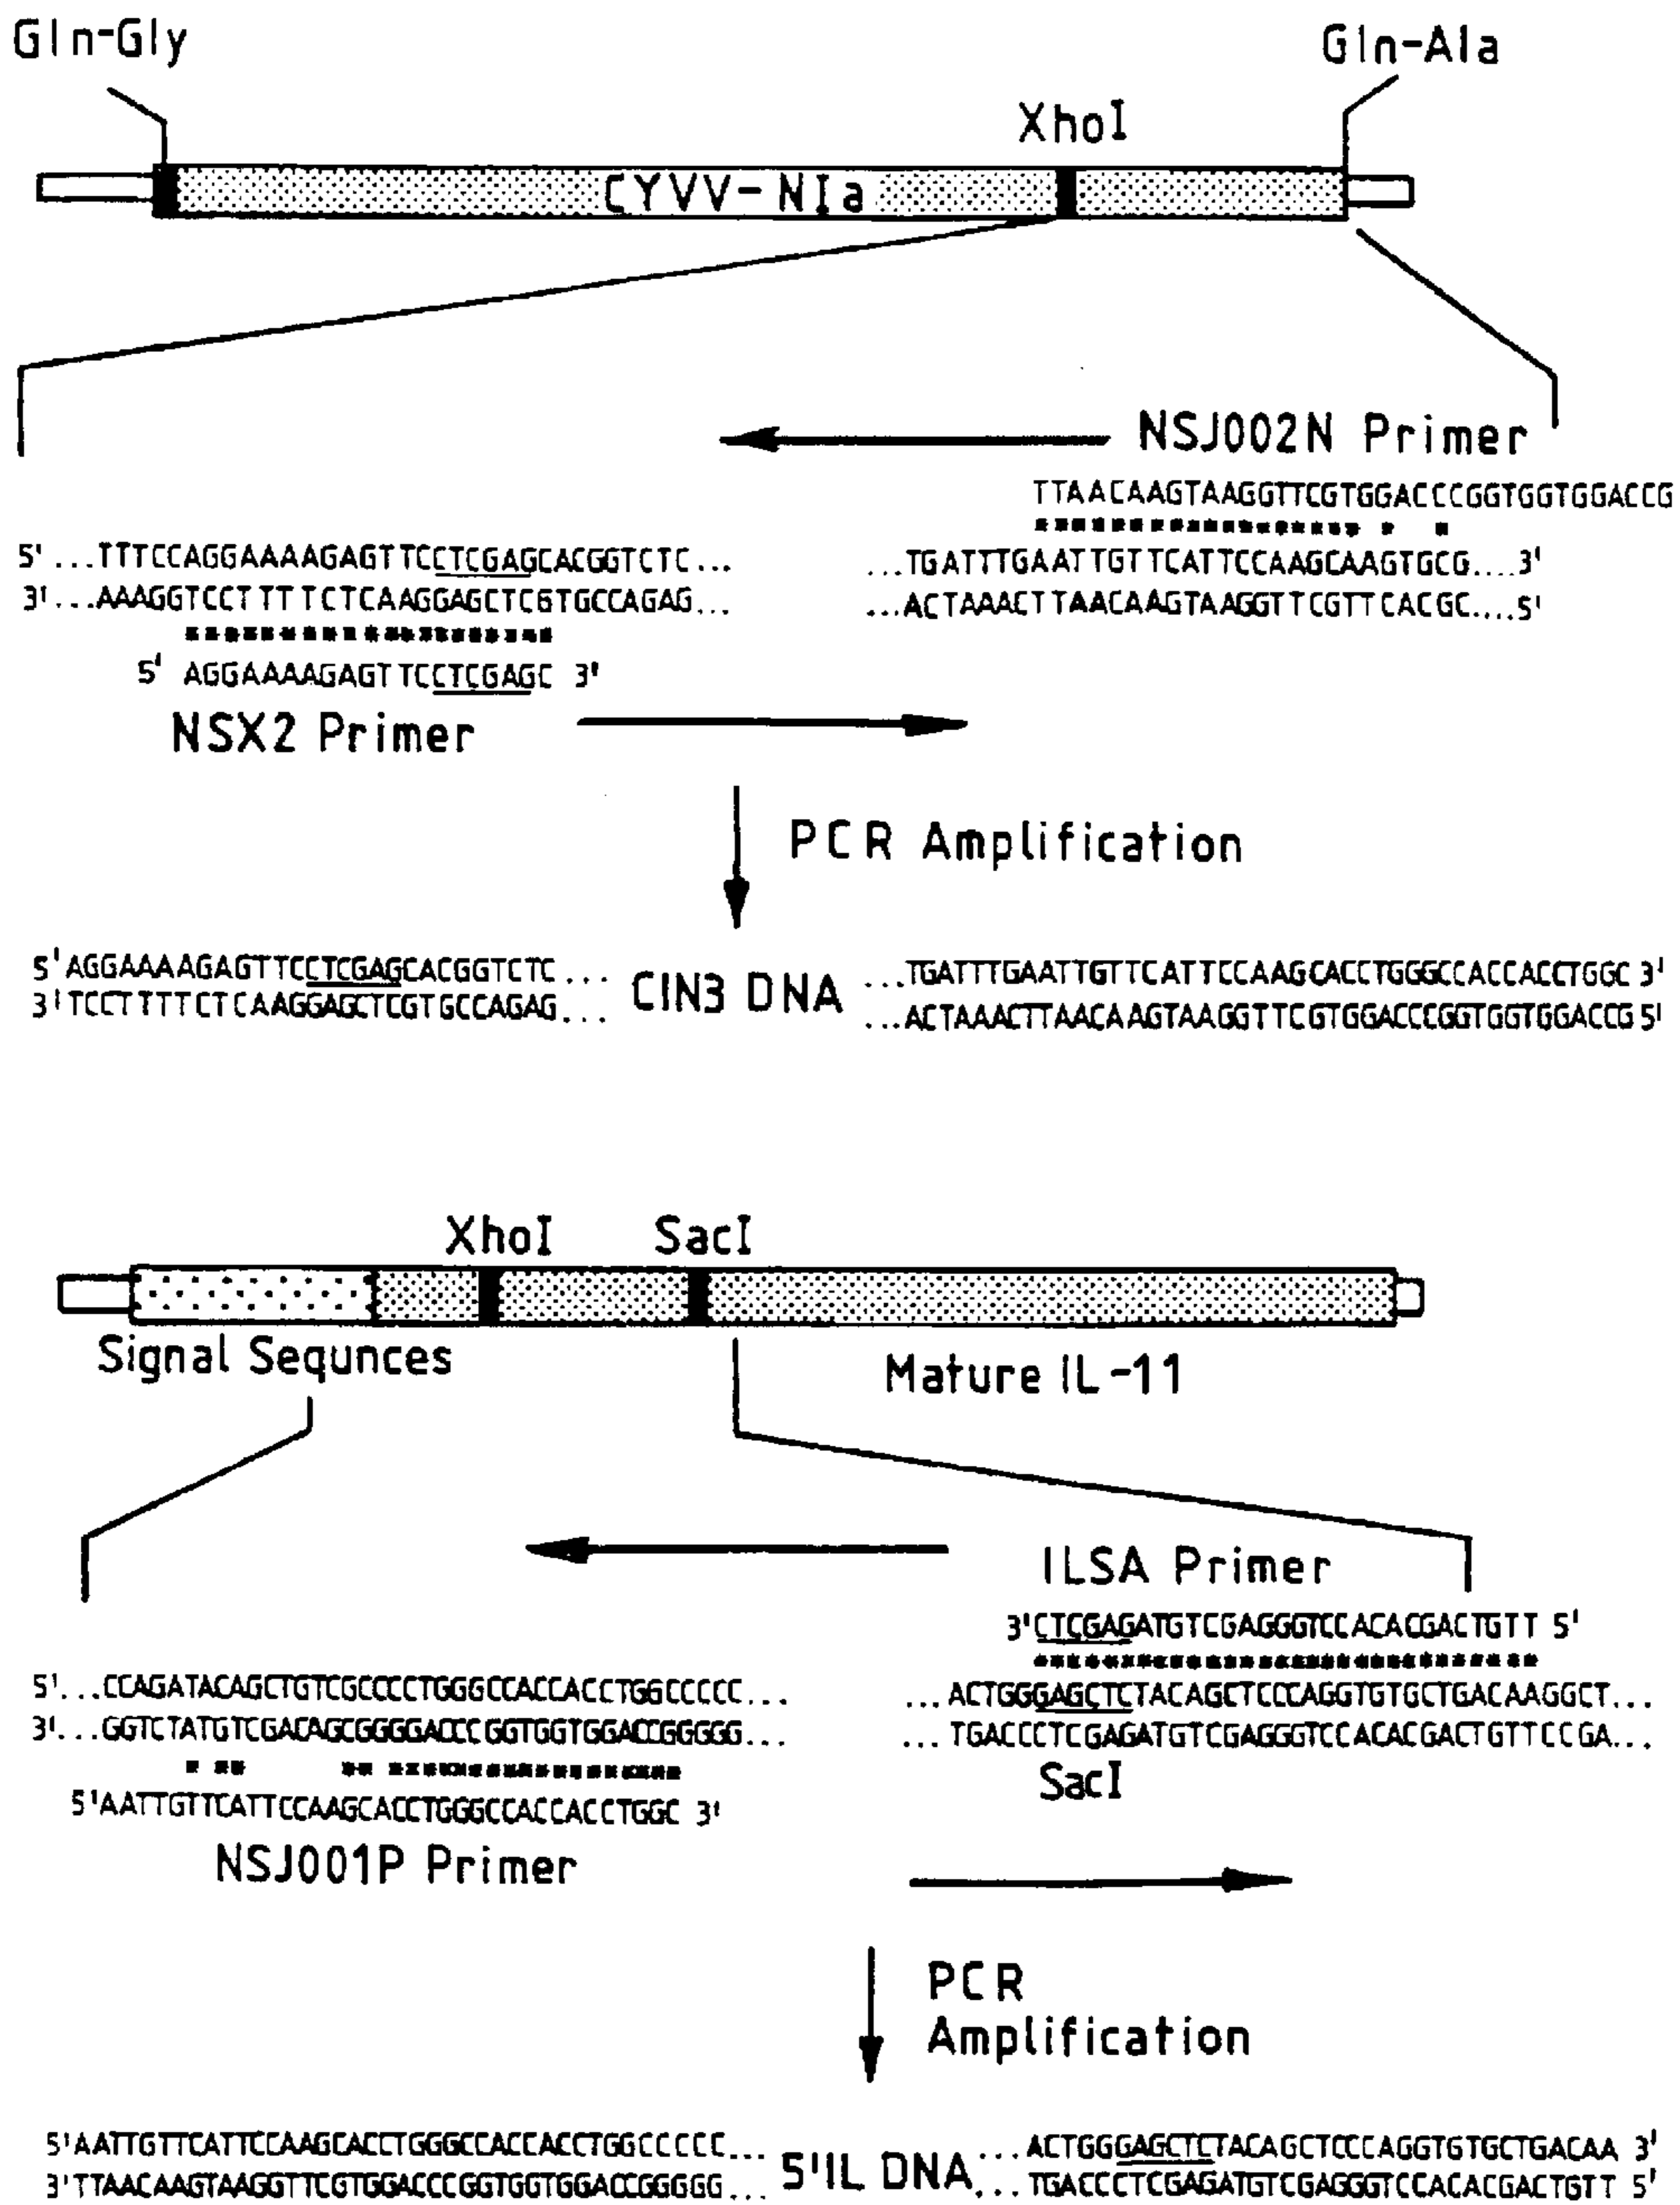 Gln-Gly
Gln-Ala
XhoI
CYVV-NIa
NSJ002N Primer
TTAACAAGTAAGGTTCGTGGACCCGGTGGTGGACCG
5' ...TTTCCAGGAAAAGAGTTCCTCGAGCACGGTCTC... ...TGATTTGAATTGTTCATTCCAAGCAAGTGCG....3'
3'...AAAGGTCCTTTTCTCAAGGAGCTCGTGCCAGAG... ...ACTAAACTTAACAAGTAAGGTTCGTTCACGC....5'
5' AGGAAAAGAGTTCCTCGAGC 3'
NSX2 Primer
PCR Amplification
5'AGGAAAAGAGTTCCTCGAGCACGGTCTC... CIN3 DNA ...TGATTTGAATTGTTCATTCCAAGCACCTGGGCCACCACCTGGC 3'
3'TCCTTTTCTCAAGGAGCTCGTGCCAGAG... ...ACTAAACTTAACAAGTAAGGTTCGTGGACCCGGTGGTGGACCG 5'
XhoI SacI
Signal Sequnces
Mature IL-11
ILSA Primer
3'CTCGAGATGTCGAGGGTCCACACGACTGTT 5'
5'...CCAGATACAGCTGTCGCCCCTGGGCCACCACCTGGCCCCC... ...ACTGGGAGCTCTACAGCTCCCAGGTGTGCTGACAAGGCT...
3'...GGTCTATGTCGACAGCGGGGACCCGGTGGTGGACCGGGGG... ...TGACCCTCGAGATGTCGAGGGTCCACACGACTGTTCCGA...
SacI
5'AATTGTTCATTCCAAGCACCTGGGCCACCACCTGGC 3'
NSJ001P Primer
PCR
Amplification
5'AATTGTTCATTCCAAGCACCTGGGCCACCACCTGGCCCCC... 5'IL DNA ...ACTGGGAGCTCTACAGCTCCCAGGTGTGCTGACAA 3'
3'TTAACAAGTAAGGTTCGTGGACCCGGTGGTGGACCGGGGG... ...TGACCCTCGAGATGTCGAGGGTCCACACGACTGTT 5'